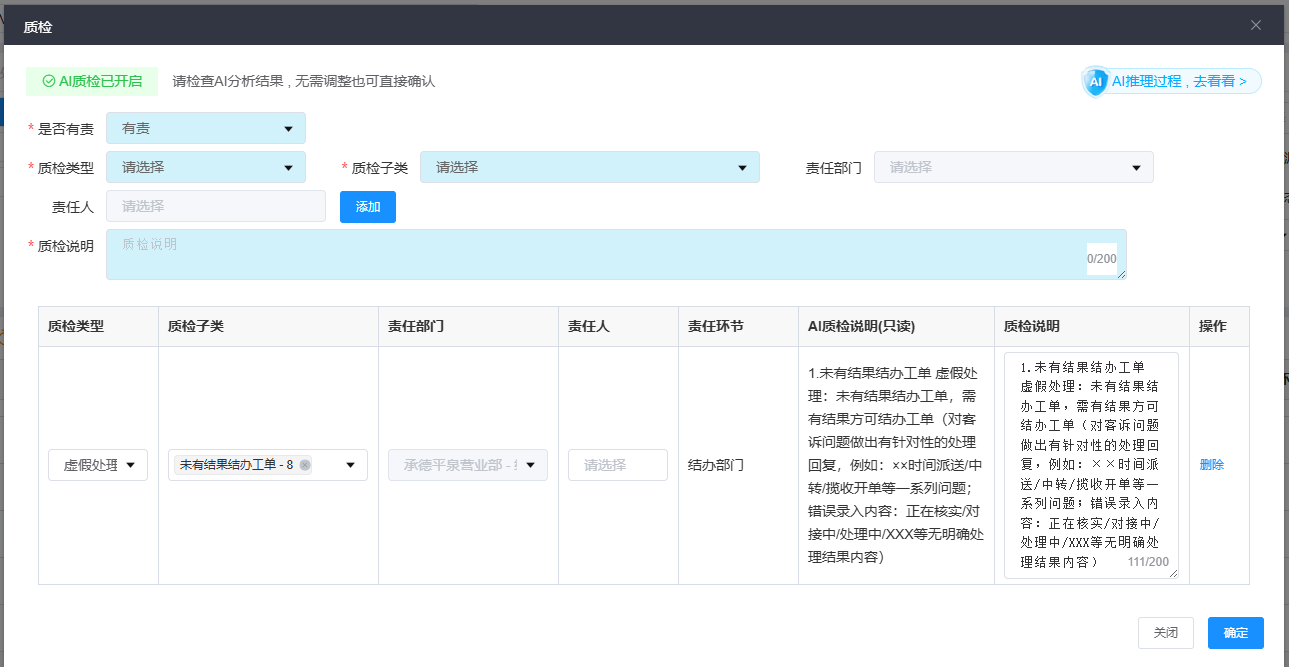 质检
AI质检已开启 请检查AI分析结果，无需调整也可直接确认 AI AI推理过程，去看看 >
* 是否有责 有责
* 质检类型 请选择 * 质检子类 请选择 责任部门 请选择
责任人 请选择 添加
* 质检说明 质检说明
0/200
质检类型 质检子类 责任部门 责任人 责任环节 AI质检说明(只读) 质检说明 操作
虚假处理 未有结果结办工单 - 8 承德平泉营业部 - 请选择 结办部门
1.未有结果结办工单 虚假处
理：未有结果结办工单，需
有结果方可结办工单（对客
诉问题做出有针对性的处理
回复，例如：××时间派送/中
转/揽收开单等一系列问题；
错误录入内容：正在核实/对
接中/处理中/XXX等无明确处
理结果内容）
1.未有结果结办工单
虚假处理：未有结果结
办工单，需有结果方可
结办工单（对客诉问题
做出有针对性的处理回
复，例如：××时间派
送/中转/揽收开单等一
系列问题；错误录入内
容：正在核实/对接中/
处理中/XXX等无明确处
理结果内容） 111/200
删除
关闭 确定